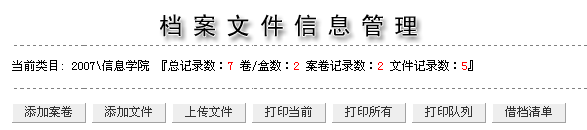 档案文件信息管理
当前类目: 2007\信息学院 『总记录数：7 卷/盒数：2 案卷记录数：2 文件记录数：5』
添加案卷 添加文件 上传文件 打印当前 打印所有 打印队列 借档清单